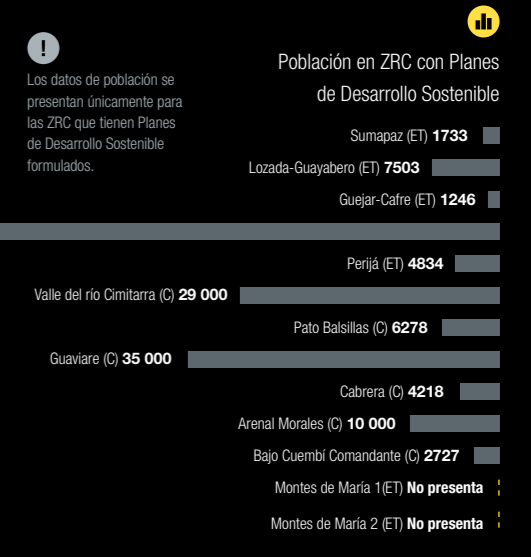 !
Los datos de población se
presentan únicamente para
las ZRC que tienen Planes
de Desarrollo Sostenible
formulados.
Población en ZRC con Planes
de Desarrollo Sostenible
Sumapaz (ET) 1733
Lozada-Guayabero (ET) 7503
Guejar-Cafre (ET) 1246
Perijá (ET) 4834
Valle del río Cimitarra (C) 29 000
Pato Balsillas (C) 6278
Guaviare (C) 35 000
Cabrera (C) 4218
Arenal Morales (C) 10 000
Bajo Cuembí Comandante (C) 2727
Montes de María 1(ET) No presenta
Montes de María 2 (ET) No presenta